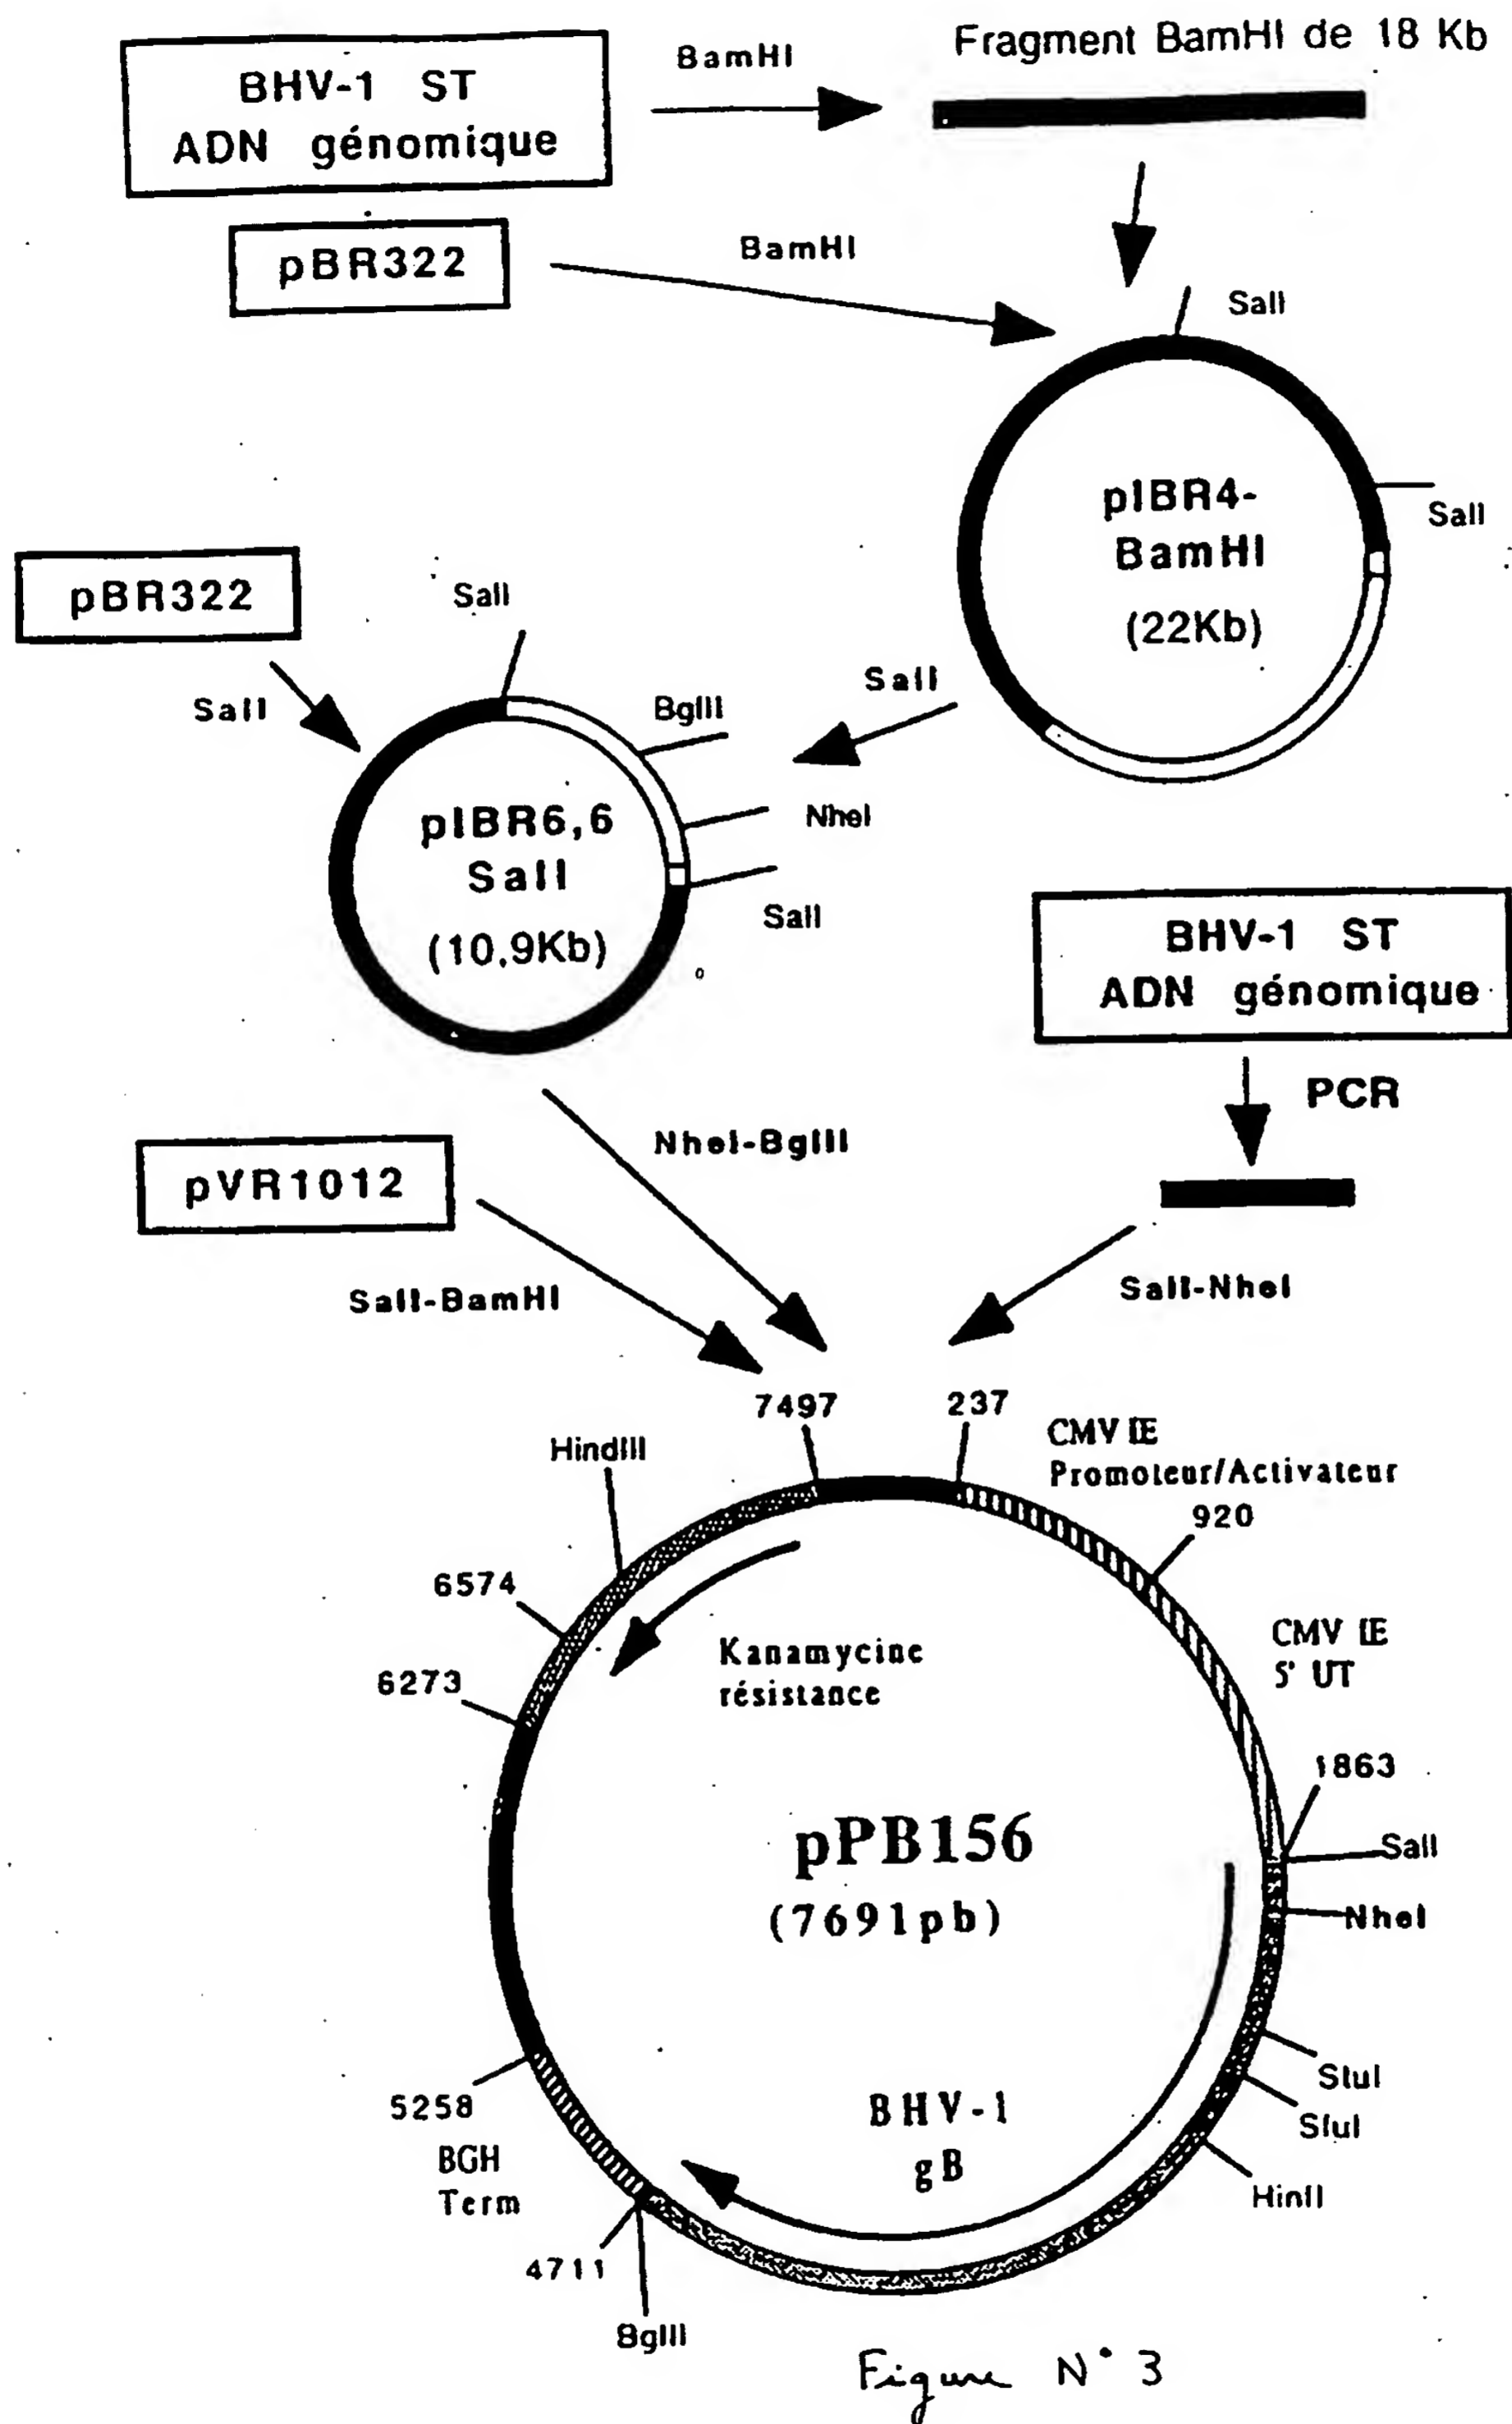 BamHI
Fragment BamHI de 18 Kb
BHV-1 ST
ADN génomique
pBR322
BamHI
SalI
pIBR4-
BamHI
(22Kb)
SalI
pBR322
SalI
SalI
SalI
BglII
NheI
pIBR6,6
SalI
(10,9Kb)
SalI
BHV-1 ST
ADN génomique
PCR
NheI-BglII
pVR1012
SalI-BamHI
SalI-NheI
7497
237
CMV IE
Promoteur/Activateur
920
HindIII
6574
6273
Kanamycine
résistance
CMV IE
5' UT
1863
SalI
NheI
pPB156
(7691pb)
StuI
SfuI
HinfI
BHV-1
gB
5258
BGH
Term
4711
BglII
Figure N° 3